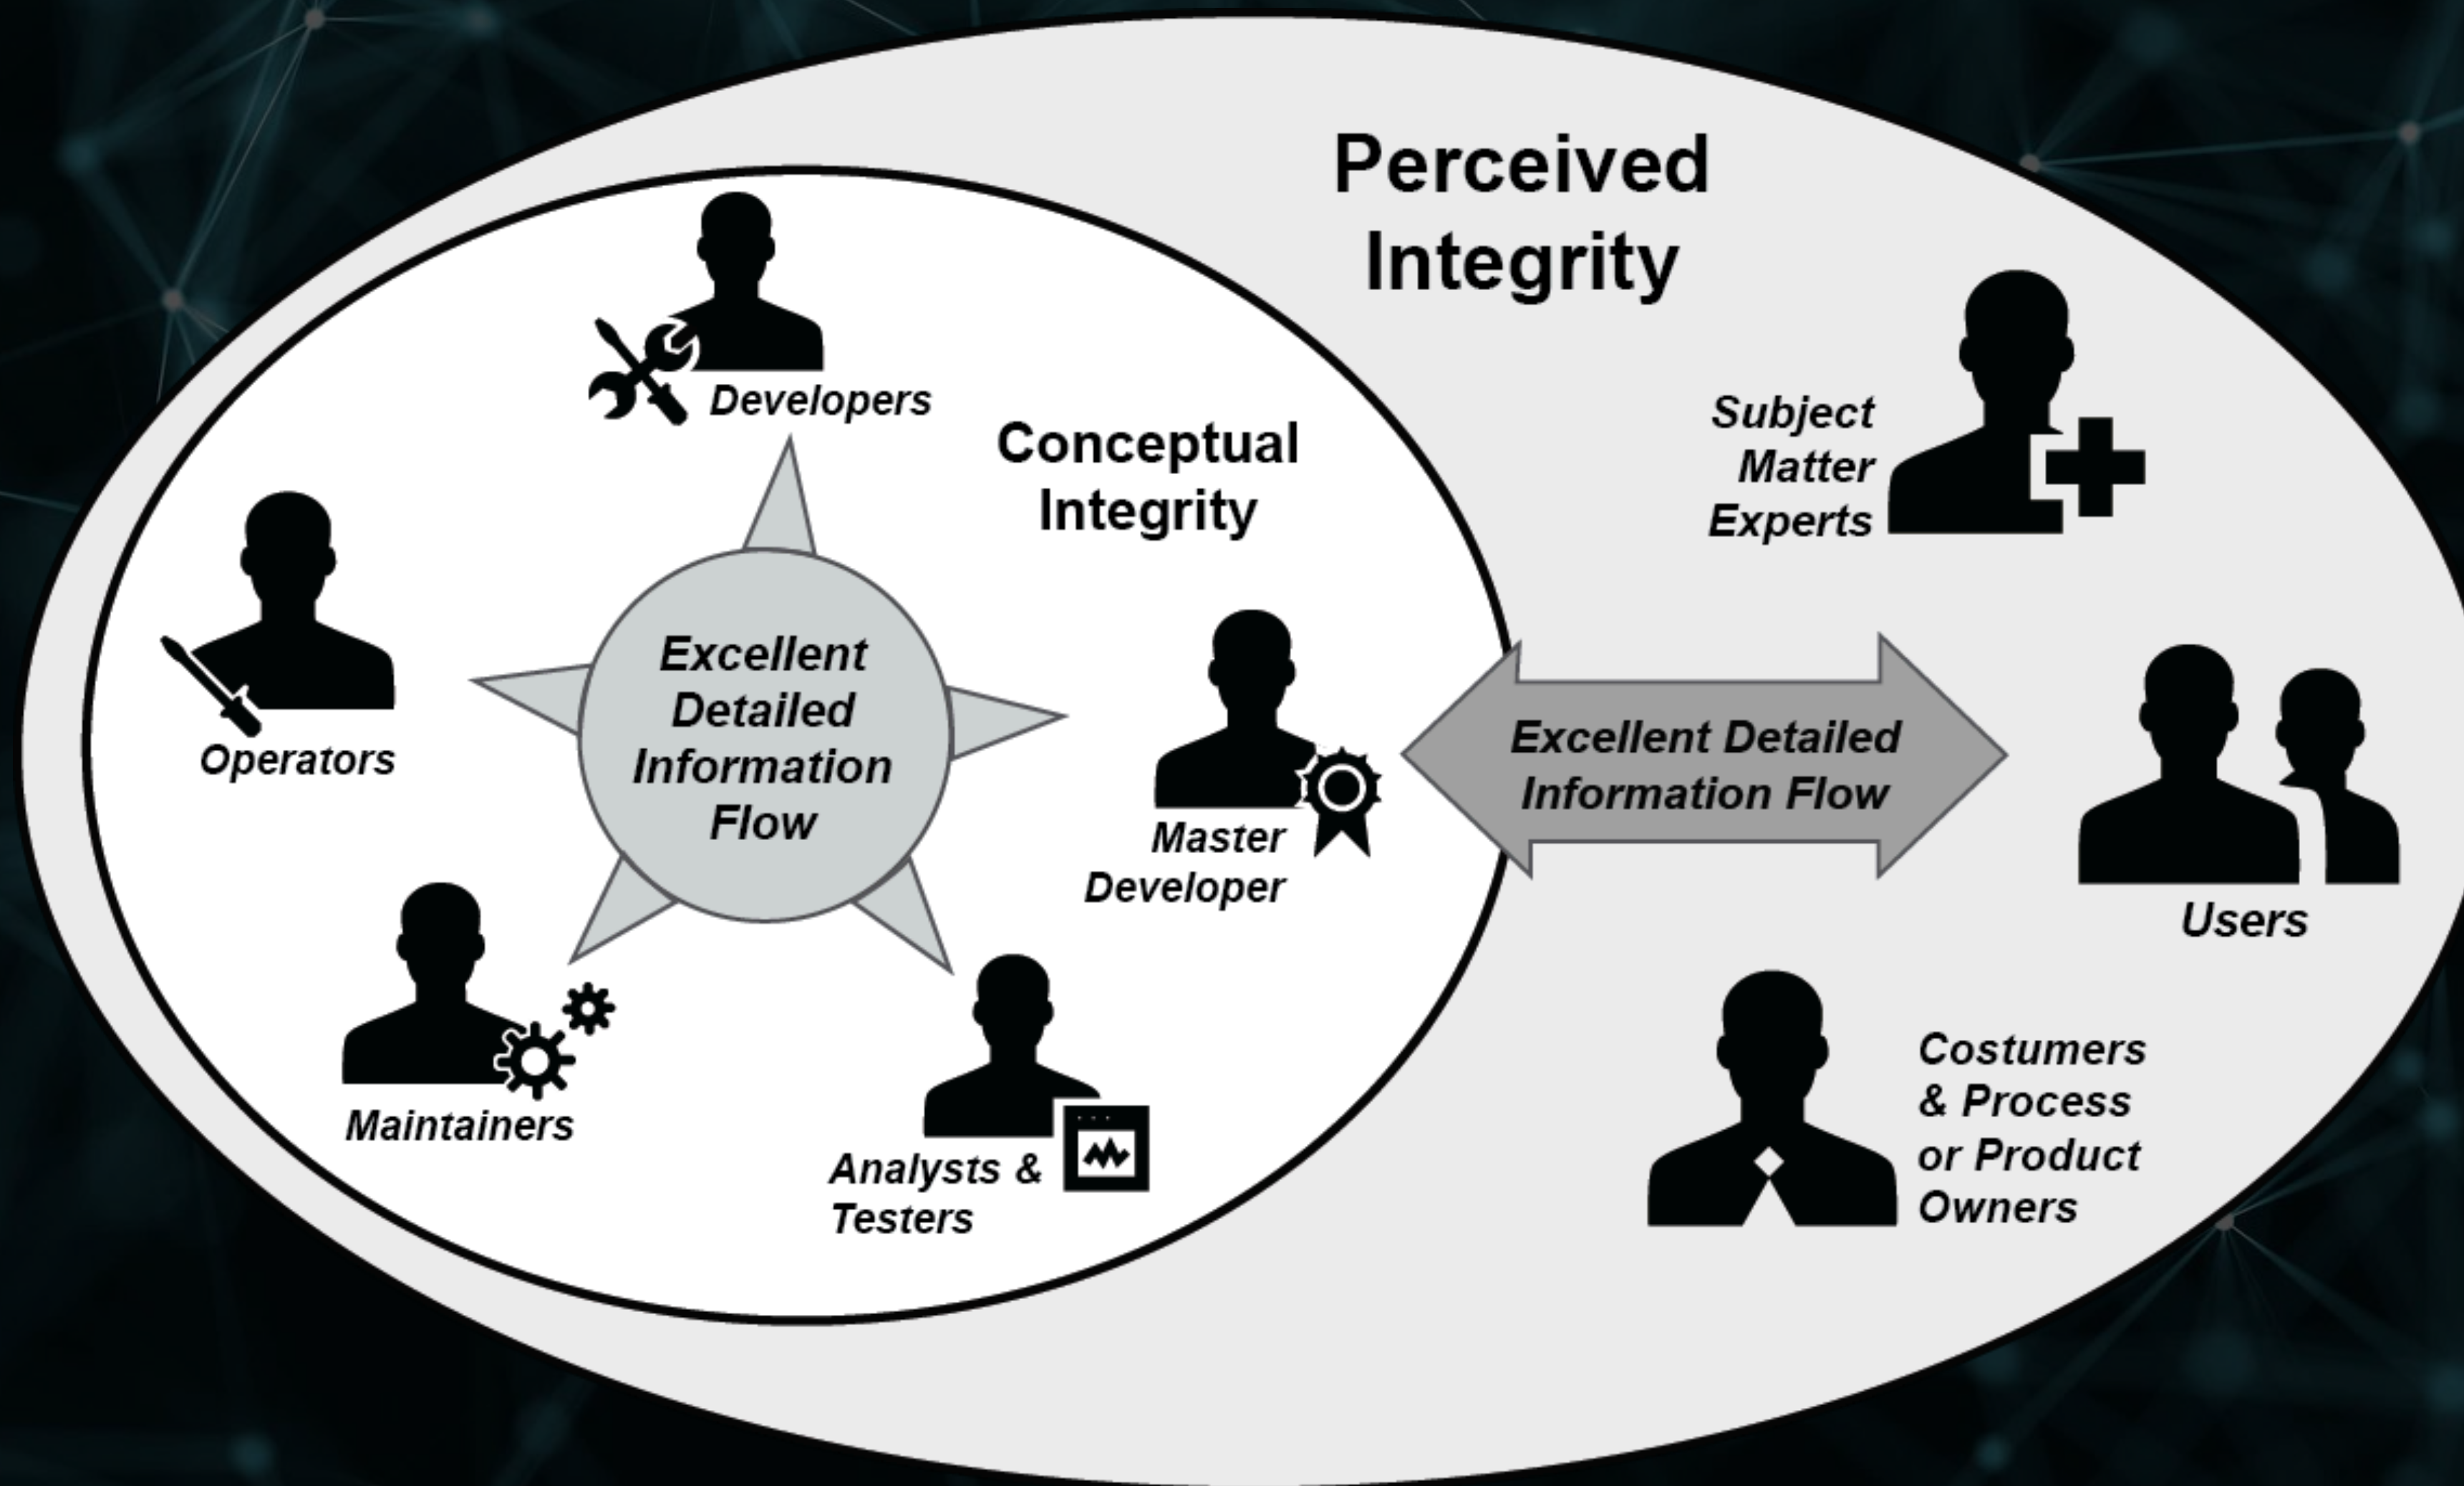 Perceived
Integrity
Developers
Conceptual
Integrity
Subject
Matter
Experts
Operators
Excellent
Detailed
Information
Flow
Master
Developer
Excellent Detailed
Information Flow
Users
Maintainers
Analysts &
Testers
Costumers
& Process
or Product
Owners